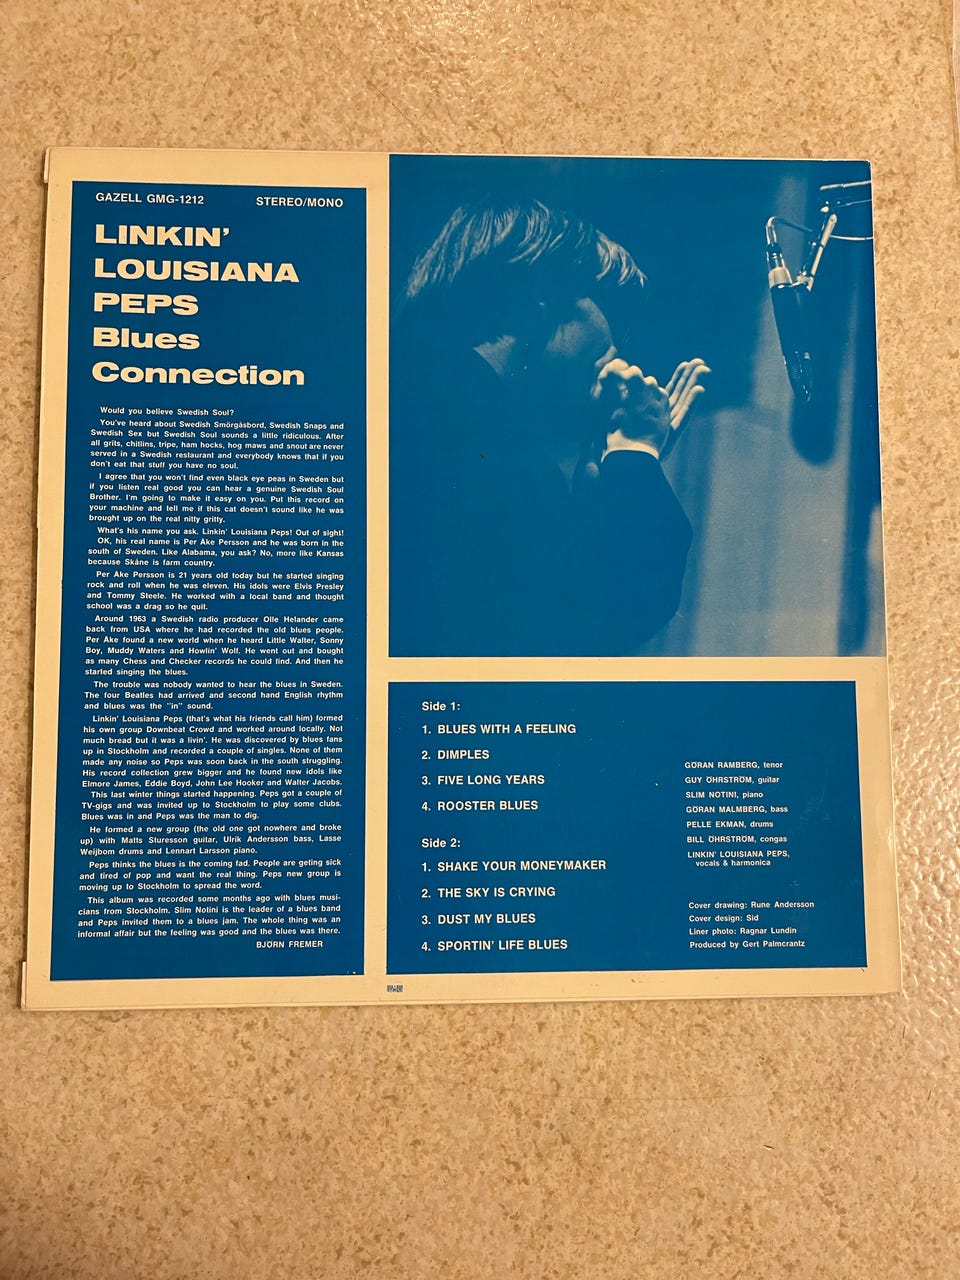 GAZELL GMG-1212 STEREO/MONO
LINKIN'
LOUISIANA
PEPS
Blues
Connection
Would you believe Swedish Soul?
You've heard about Swedish Smörgåsbord, Swedish Snaps and
Swedish Sex but Swedish Soul sounds a little ridiculous. After
all grits, chitlins, tripe, ham hocks, hog maws and snout are never
served in a Swedish restaurant and everybody knows that if you
don't eat that stuff you have no soul.
I agree that you won't find even black eye peas in Sweden but
if you listen real good you can hear a genuine Swedish Soul
Brother. I'm going to make it easy on you. Put this record on
your machine and tell me if this cat doesn't sound like he was
brought up on the real nitty gritty.
What's his name you ask. Linkin' Louisiana Peps! Out of sight!
OK, his real name is Per Åke Persson and he was born in the
south of Sweden. Like Alabama, you ask? No, more like Kansas
because Skåne is farm country.
Per Åke Persson is 21 years old today but he started singing
rock and roll when he was eleven. His idols were Elvis Presley
and Tommy Steele. He worked with a local band and thought
school was a drag so he quit.
Around 1963 a Swedish radio producer Olle Helander came
back from USA where he had recorded the old blues people.
Per Åke found a new world when he heard Little Walter, Sonny
Boy, Muddy Waters and Howlin' Wolf. He went out and bought
as many Chess and Checker records he could find. And then he
started singing the blues.
The trouble was nobody wanted to hear the blues in Sweden.
The four Beatles had arrived and second hand English rhythm
and blues was the "in" sound.
Linkin' Louisiana Peps (that's what his friends call him) formed
his own group Downbeat Crowd and worked around locally. Not
much bread but it was a livin'. He was discovered by blues fans
up in Stockholm and recorded a couple of singles. None of them
made any noise so Peps was soon back in the south struggling.
His record collection grew bigger and he found new idols like
Elmore James, Eddie Boyd, John Lee Hooker and Walter Jacobs.
This last winter things started happening. Peps got a couple of
TV-gigs and was invited up to Stockholm to play some clubs.
Blues was in and Peps was the man to dig.
He formed a new group (the old one got nowhere and broke
up) with Matts Sturesson guitar, Ulrik Andersson bass, Lasse
Weijbom drums and Lennart Larsson piano.
Peps thinks the blues is the coming fad. People are geting sick
and tired of pop and want the real thing. Peps new group is
moving up to Stockholm to spread the word.
This album was recorded some months ago with blues musi-
cians from Stockholm. Slim Notini is the leader of a blues band
and Peps invited them to a blues jam. The whole thing was an
informal affair but the feeling was good and the blues was there.
BJÖRN FREMER
Side 1:
1. BLUES WITH A FEELING
2. DIMPLES
3. FIVE LONG YEARS
4. ROOSTER BLUES
Side 2:
1. SHAKE YOUR MONEYMAKER
2. THE SKY IS CRYING
3. DUST MY BLUES
4. SPORTIN' LIFE BLUES
GÖRAN RAMBERG, tenor
GUY ÖHRSTRÖM, guitar
SLIM NOTINI, piano
GÖRAN MALMBERG, bass
PELLE EKMAN, drums
BILL ÖHRSTRÖM, congas
LINKIN' LOUISIANA PEPS,
vocals & harmonica
Cover drawing: Rune Andersson
Cover design: Sid
Liner photo: Ragnar Lundin
Produced by Gert Palmcrantz